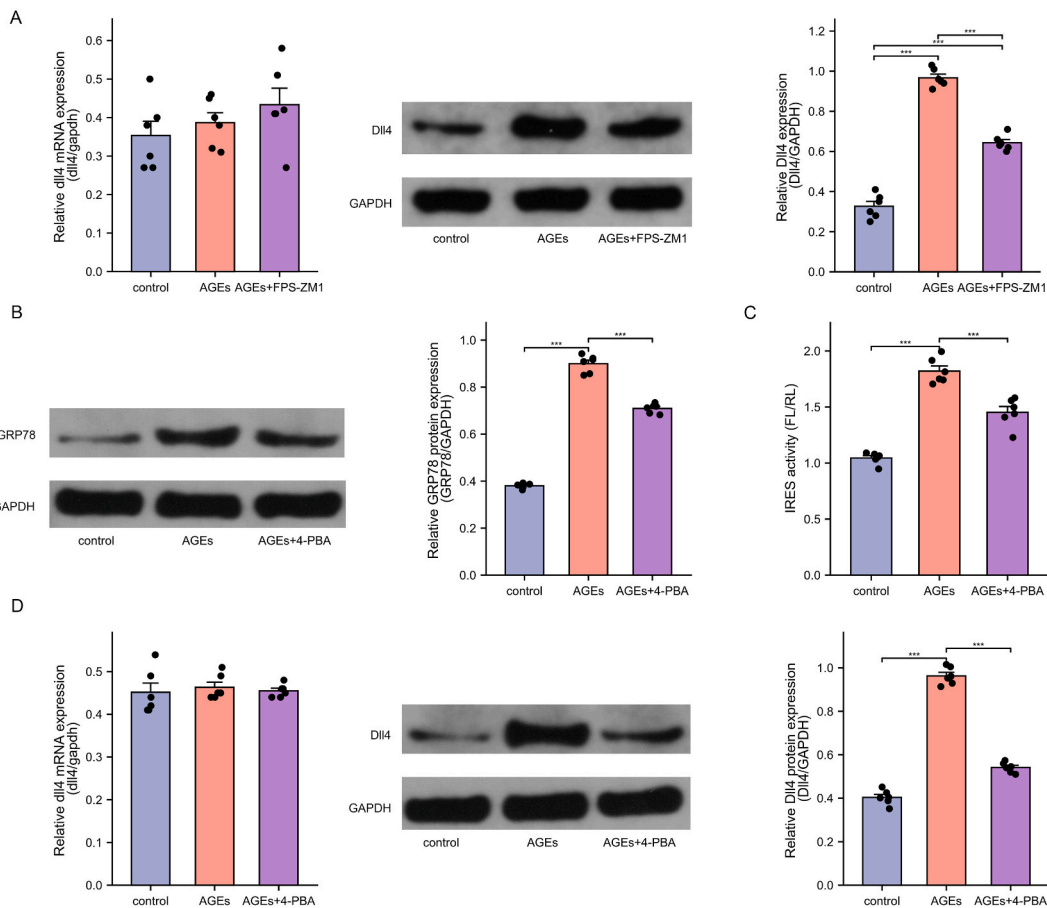 A
Relative dll4 mRNA expression
(dll4/gapdh)
0.6
0.5
0.4
0.3
0.2
0.1
0.0
control
AGEs
AGEs+FPS-ZM1
Dll4
GAPDH
control
AGEs
AGEs+FPS-ZM1
Relative Dll4 expression
(Dll4/GAPDH)
1.2
1.0
0.8
0.6
0.4
0.2
0.0
***
***
***
control
AGEs
AGEs+FPS-ZM1
B
GRP78
GAPDH
control
AGEs
AGEs+4-PBA
Relative GRP78 protein expression
(GRP78/GAPDH)
1.0
0.8
0.6
0.4
0.2
0.0
***
***
control
AGEs
AGEs+4-PBA
C
IRES activity (FL/RL)
2.0
1.5
1.0
0.5
0.0
***
***
control
AGEs
AGEs+4-PBA
D
Relative dll4 mRNA expression
(dll4/gapdh)
0.5
0.4
0.3
0.2
0.1
0.0
control
AGEs
AGEs+4-PBA
Dll4
GAPDH
control
AGEs
AGEs+4-PBA
Relative Dll4 protein expression
(Dll4/GAPDH)
1.0
0.8
0.6
0.4
0.2
0.0
***
***
control
AGEs
AGEs+4-PBA